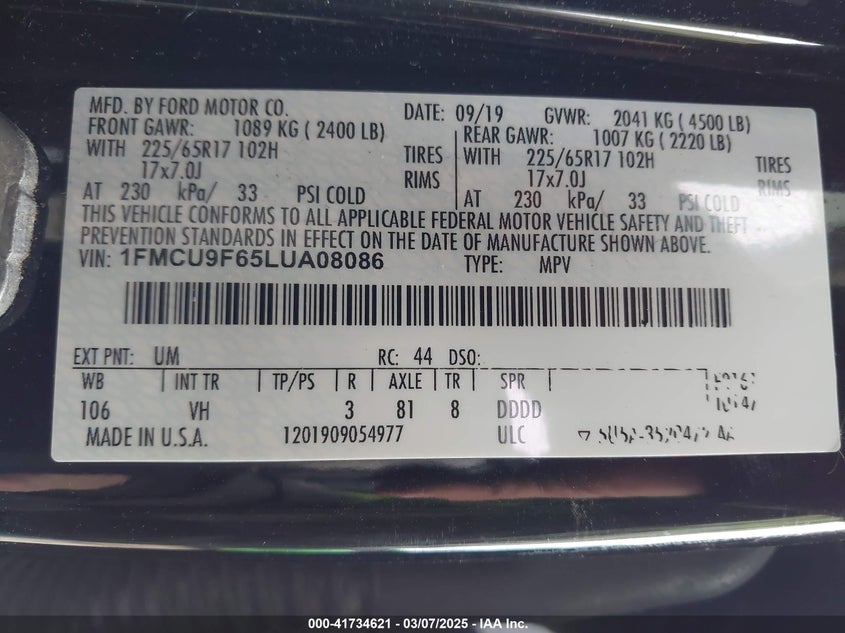 MFD. BY FORD MOTOR CO. DATE: 09/19 GVWR: 2041 KG ( 4500 LB)
FRONT GAWR: 1089 KG ( 2400 LB) REAR GAWR: 1007 KG ( 2220 LB)
WITH 225/65R17 102H TIRES WITH 225/65R17 102H TIRES
17x7.0J RIMS 17x7.0J RIMS
AT 230 kPa/ 33 PSI COLD AT 230 kPa/ 33 PSI COLD
THIS VEHICLE CONFORMS TO ALL APPLICABLE FEDERAL MOTOR VEHICLE SAFETY AND THEFT
PREVENTION STANDARDS IN EFFECT ON THE DATE OF MANUFACTURE SHOWN ABOVE.
VIN: 1FMCU9F65LUA08086 TYPE: MPV
EXT PNT: UM RC: 44 DSO:
WB INT TR TP/PS R AXLE TR SPR
106 VH 3 81 8 DDDD
MADE IN U.S.A. 1201909054977 ULC
000-41734621 - 03/07/2025 - IAA Inc.